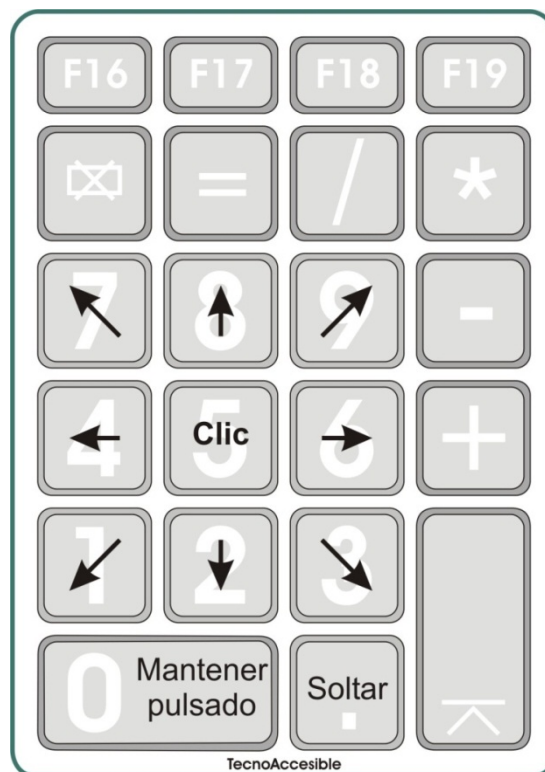 F16 F17 F18 F19
= / *
7 8 9 -
4 5 Clic 6 +
1 2 3
0 Mantener
pulsado
Soltar
.
TecnoAccesible